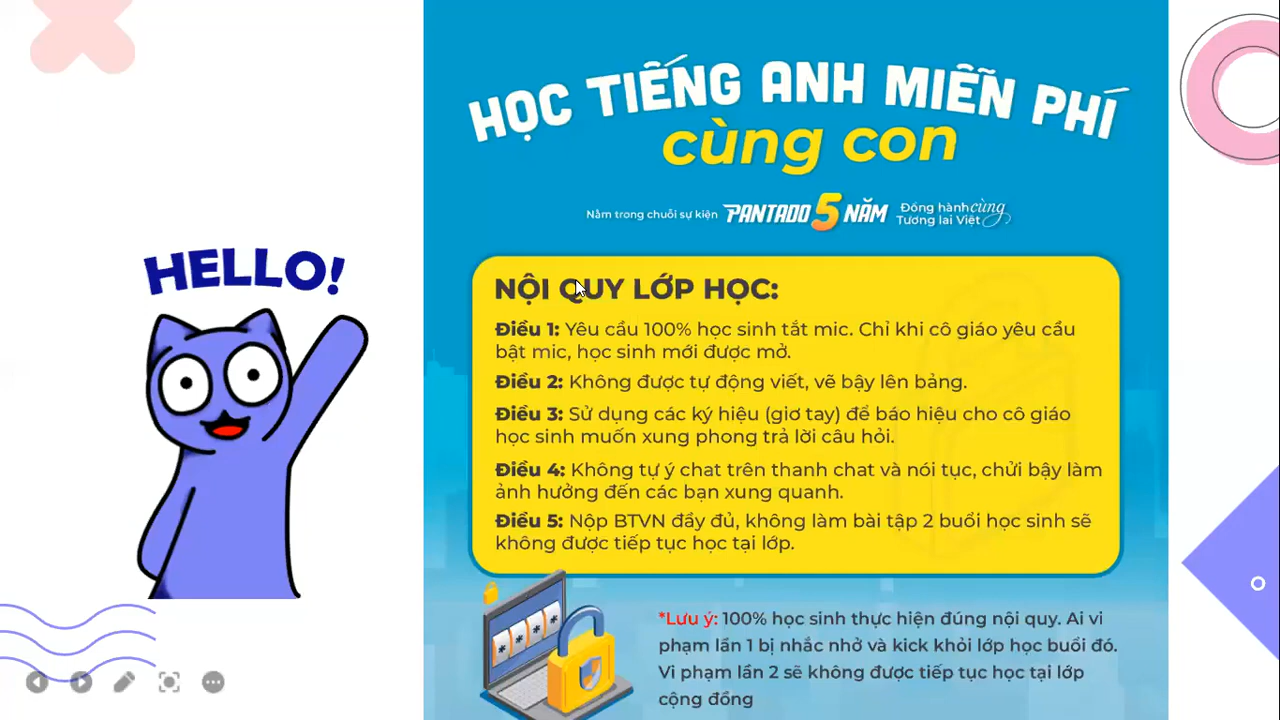 HỌC TIẾNG ANH MIỄN PHÍ
cùng con
Nằm trong chuỗi sự kiện PANTADO 5 NĂM Đồng hành cùng
Tương lai Việt
HELLO!
NỘI QUY LỚP HỌC:
Điều 1: Yêu cầu 100% học sinh tắt mic. Chỉ khi cô giáo yêu cầu
bật mic, học sinh mới được mở.
Điều 2: Không được tự động viết, vẽ bậy lên bảng.
Điều 3: Sử dụng các ký hiệu (giơ tay) để báo hiệu cho cô giáo
học sinh muốn xung phong trả lời câu hỏi.
Điều 4: Không tự ý chat trên thanh chat và nói tục, chửi bậy làm
ảnh hưởng đến các bạn xung quanh.
Điều 5: Nộp BTVN đầy đủ, không làm bài tập 2 buổi học sinh sẽ
không được tiếp tục học tại lớp.
*Lưu ý: 100% học sinh thực hiện đúng nội quy. Ai vi
phạm lần 1 bị nhắc nhở và kick khỏi lớp học buổi đó.
Vi phạm lần 2 sẽ không được tiếp tục học tại lớp
cộng đồng